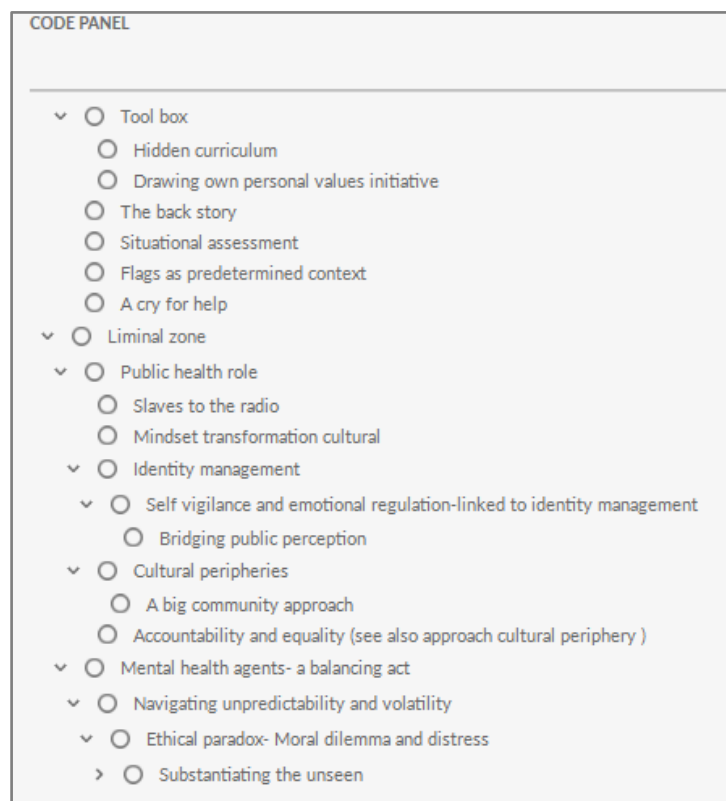 CODE PANEL
Tool box
Hidden curriculum
Drawing own personal values initiative
The back story
Situational assessment
Flags as predetermined context
A cry for help
Liminal zone
Public health role
Slaves to the radio
Mindset transformation cultural
Identity management
Self vigilance and emotional regulation-linked to identity management
Bridging public perception
Cultural peripheries
A big community approach
Accountability and equality (see also approach cultural periphery )
Mental health agents- a balancing act
Navigating unpredictability and volatility
Ethical paradox- Moral dilemma and distress
Substantiating the unseen